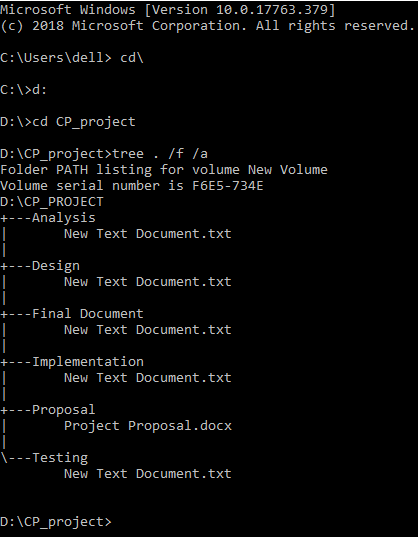 Microsoft Windows [Version 10.0.17763.379]
(c) 2018 Microsoft Corporation. All rights reserved.
C:\Users\dell> cd\
C:\>d:
D:\>cd CP_project
D:\CP_project>tree . /f /a
Folder PATH listing for volume New Volume
Volume serial number is F6E5-734E
D:\CP_PROJECT
+---Analysis
|       New Text Document.txt
|
+---Design
|       New Text Document.txt
|
+---Final Document
|       New Text Document.txt
|
+---Implementation
|       New Text Document.txt
|
+---Proposal
|       Project Proposal.docx
|
\---Testing
        New Text Document.txt
D:\CP_project>